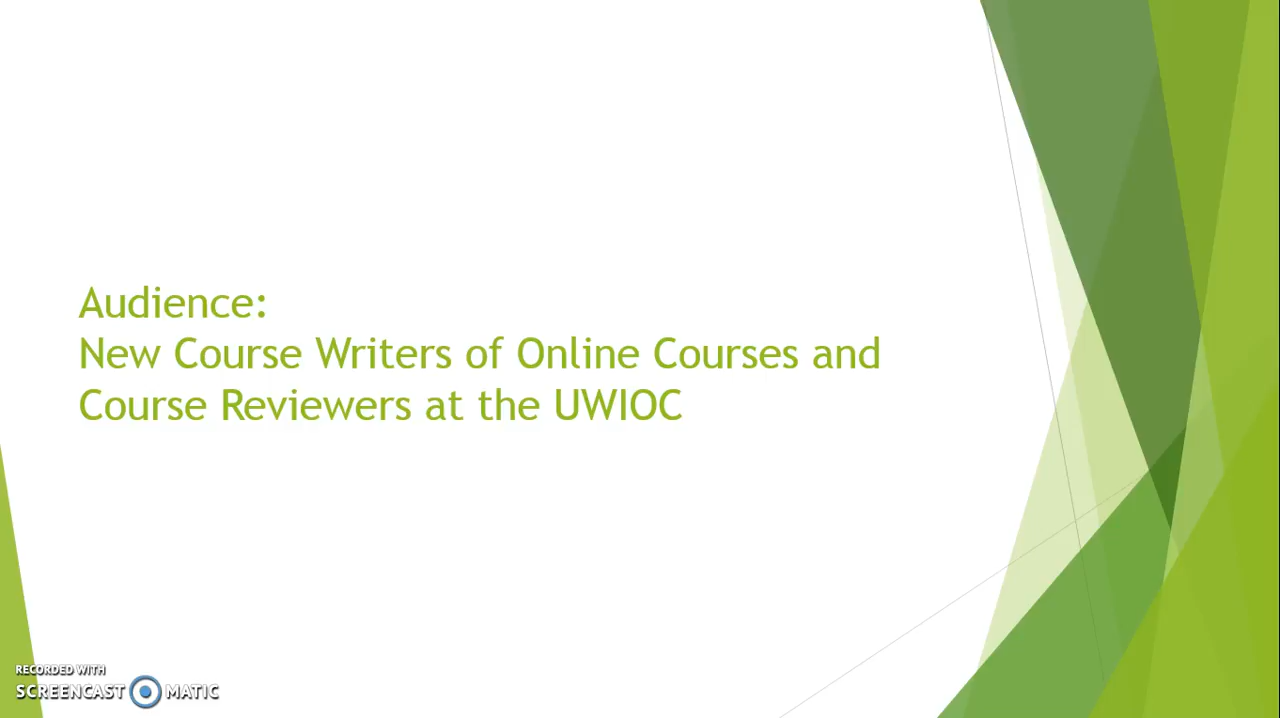 Audience:
New Course Writers of Online Courses and
Course Reviewers at the UWIOC
RECORDED WITH
SCREENCAST MATIC